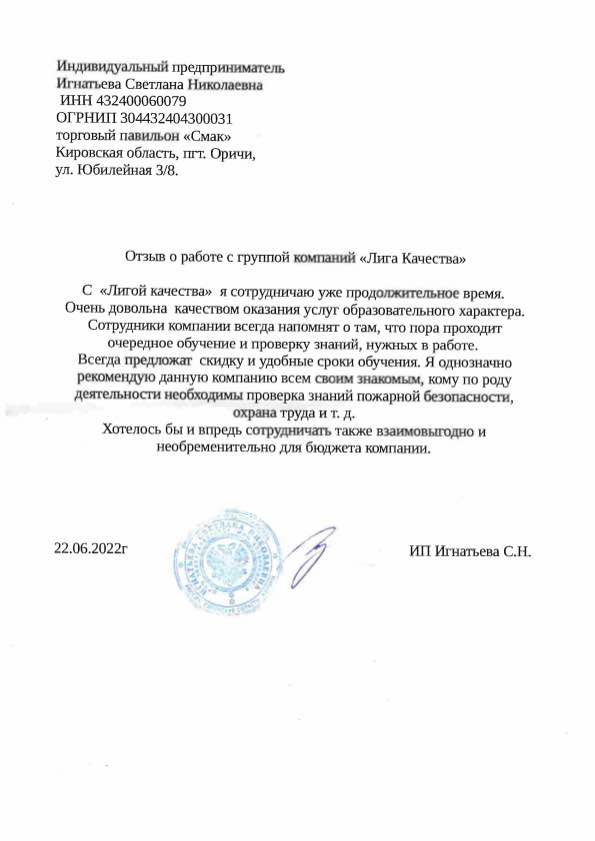 Индивидуальный предприниматель
Игнатьева Светлана Николаевна
ИНН 432400060079
ОГРНИП 304432404300031
торговый павильон «Смак»
Кировская область, пгт. Оричи,
ул. Юбилейная 3/8.
Отзыв о работе с группой компаний «Лига Качества»
С «Лигой качества» я сотрудничаю уже продолжительное время.
Очень довольна качеством оказания услуг образовательного характера.
Сотрудники компании всегда напомнят о там, что пора проходит
очередное обучение и проверку знаний, нужных в работе.
Всегда предложат скидку и удобные сроки обучения. Я однозначно
рекомендую данную компанию всем своим знакомым, кому по роду
деятельности необходимы проверка знаний пожарной безопасности,
охрана труда и т. д.
Хотелось бы и впредь сотрудничать также взаимовыгодно и
необременительно для бюджета компании.
22.06.2022г
ИГНАТЬЕВА СВЕТЛАНА НИКОЛАЕВНА
ИП Игнатьева С.Н.